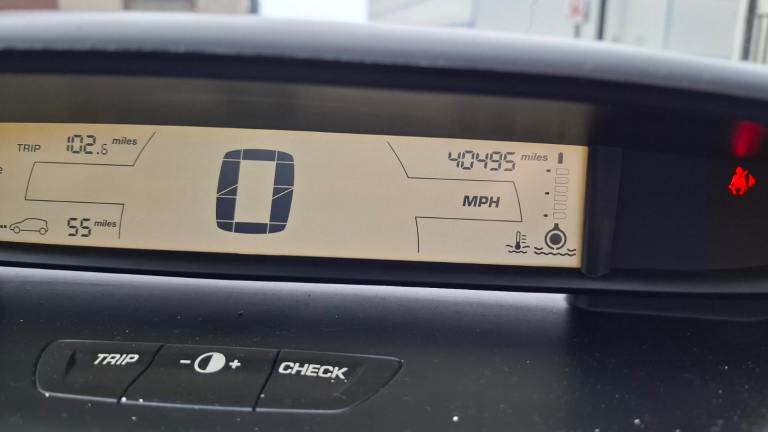 TRIP 102.6 miles
0
40495 miles
MPH
55 miles
TRIP - + CHECK